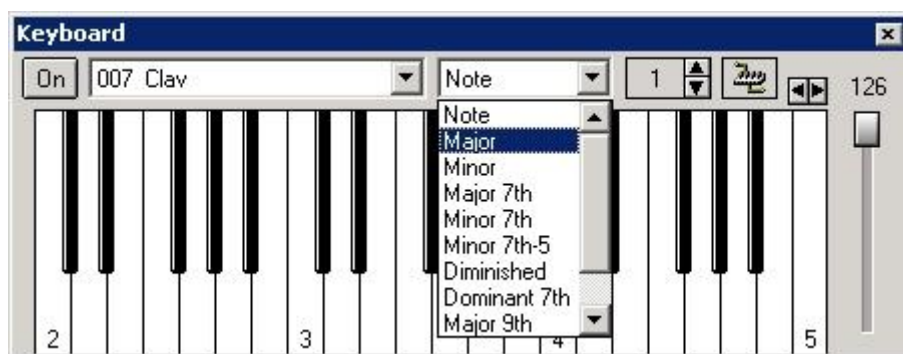 Keyboard
On 007 Clav Note 1 126
Note
Major
Minor
Major 7th
Minor 7th
Minor 7th-5
Diminished
Dominant 7th
Major 9th
2 3 4 5